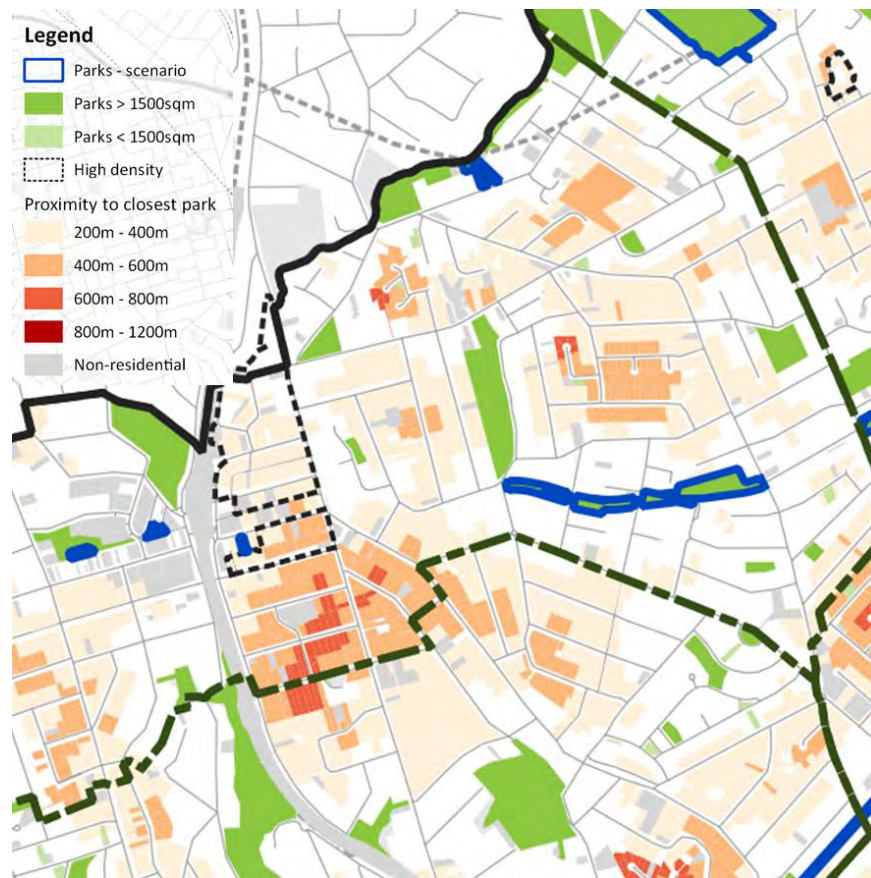 Legend
Parks - scenario
Parks > 1500sqm
Parks < 1500sqm
High density
Proximity to closest park
200m - 400m
400m - 600m
600m - 800m
800m - 1200m
Non-residential